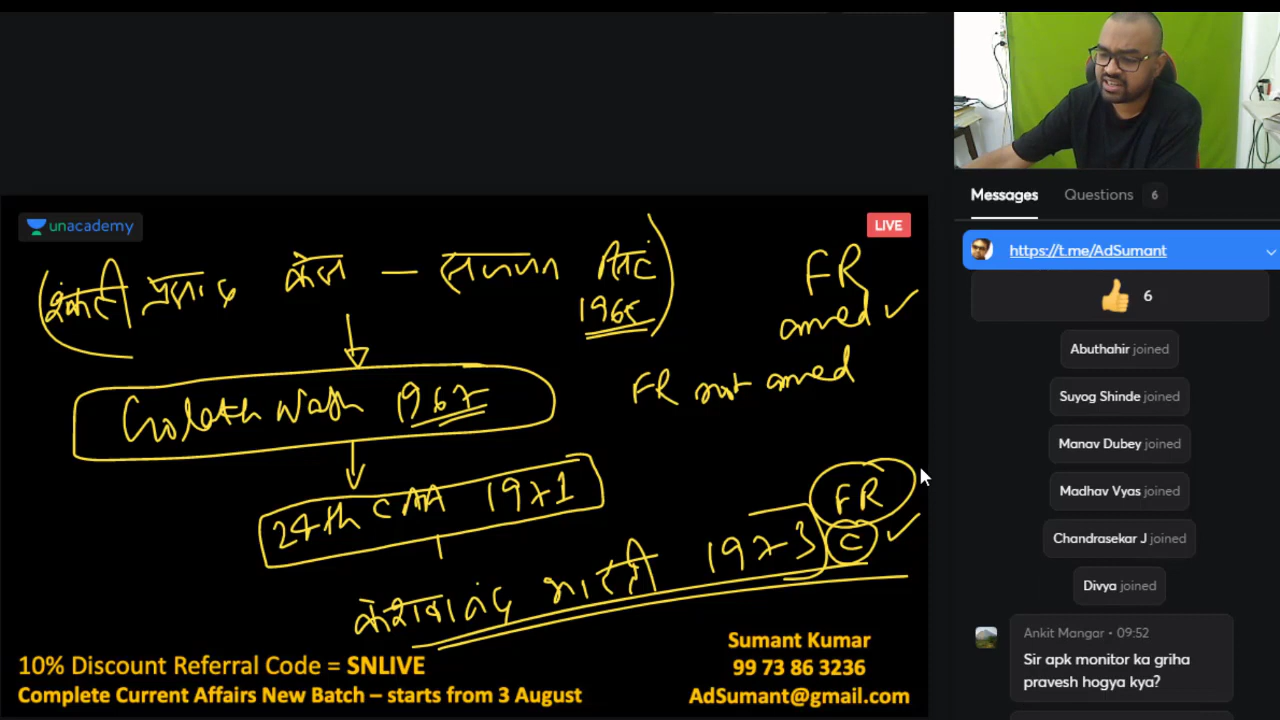 unacademy
LIVE
शंकरी प्रसाद केस — सज्जन सिंह
1965
FR
amed ✓
Golakh Nath 1967
FR not amed
24th CAA 1971
FR
केशवानंद भारती 1973 C ✓
10% Discount Referral Code = SNLIVE
Complete Current Affairs New Batch – starts from 3 August
Sumant Kumar
99 73 86 3236
AdSumant@gmail.com
Messages Questions 6
https://t.me/AdSumant
👍 6
Abuthahir joined
Suyog Shinde joined
Manav Dubey joined
Madhav Vyas joined
Chandrasekar J joined
Divya joined
Ankit Mangar • 09:52
Sir apk monitor ka griha
pravesh hogya kya?